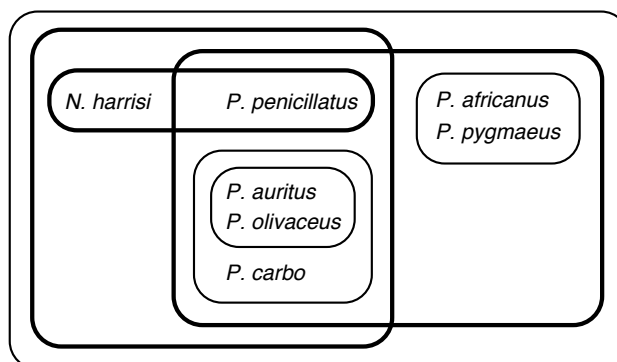 N. harrisi
P. penicillatus
P. africanus
P. pygmaeus
P. auritus
P. olivaceus
P. carbo